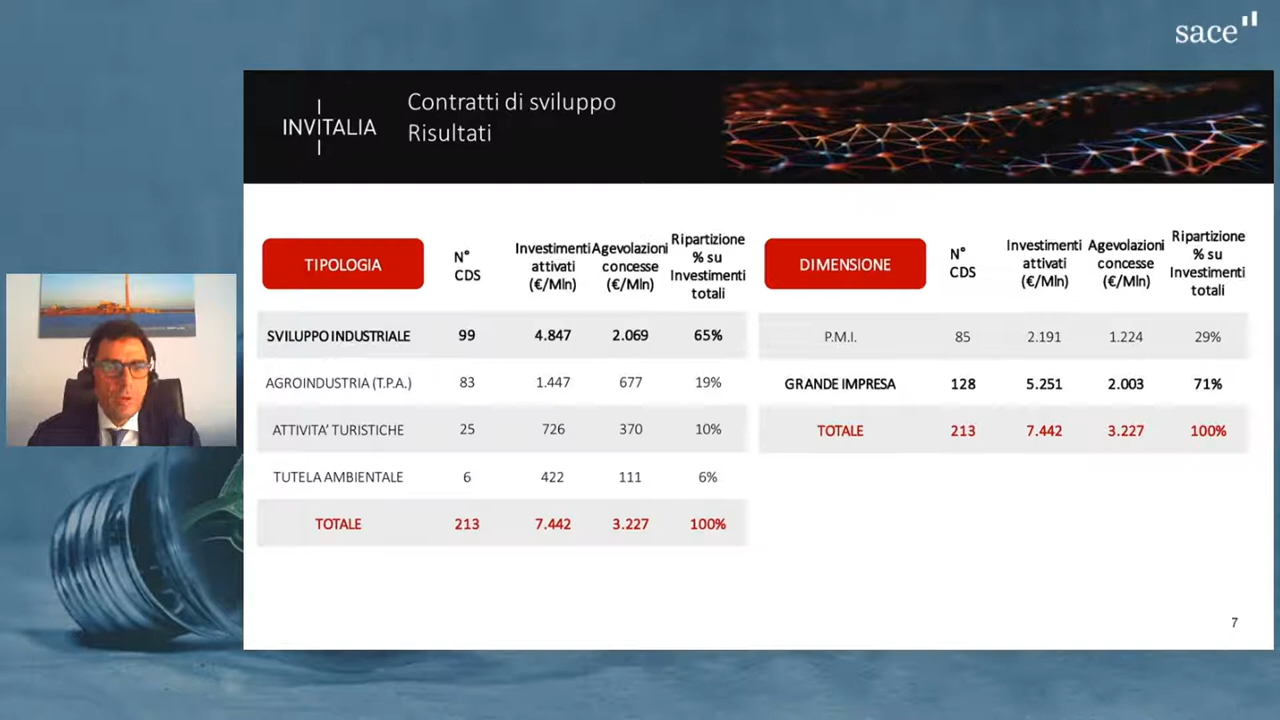 sace
INVITALIA
Contratti di sviluppo
Risultati
TIPOLOGIA
N°
CDS
Investimenti
attivati
(€/Mln)
Agevolazioni
concesse
(€/Mln)
Ripartizione
% su
Investimenti
totali
SVILUPPO INDUSTRIALE 99 4.847 2.069 65%
AGROINDUSTRIA (T.P.A.) 83 1.447 677 19%
ATTIVITA' TURISTICHE 25 726 370 10%
TUTELA AMBIENTALE 6 422 111 6%
TOTALE 213 7.442 3.227 100%
DIMENSIONE
N°
CDS
Investimenti
attivati
(€/Mln)
Agevolazioni
concesse
(€/Mln)
Ripartizione
% su
Investimenti
totali
P.M.I. 85 2.191 1.224 29%
GRANDE IMPRESA 128 5.251 2.003 71%
TOTALE 213 7.442 3.227 100%
7